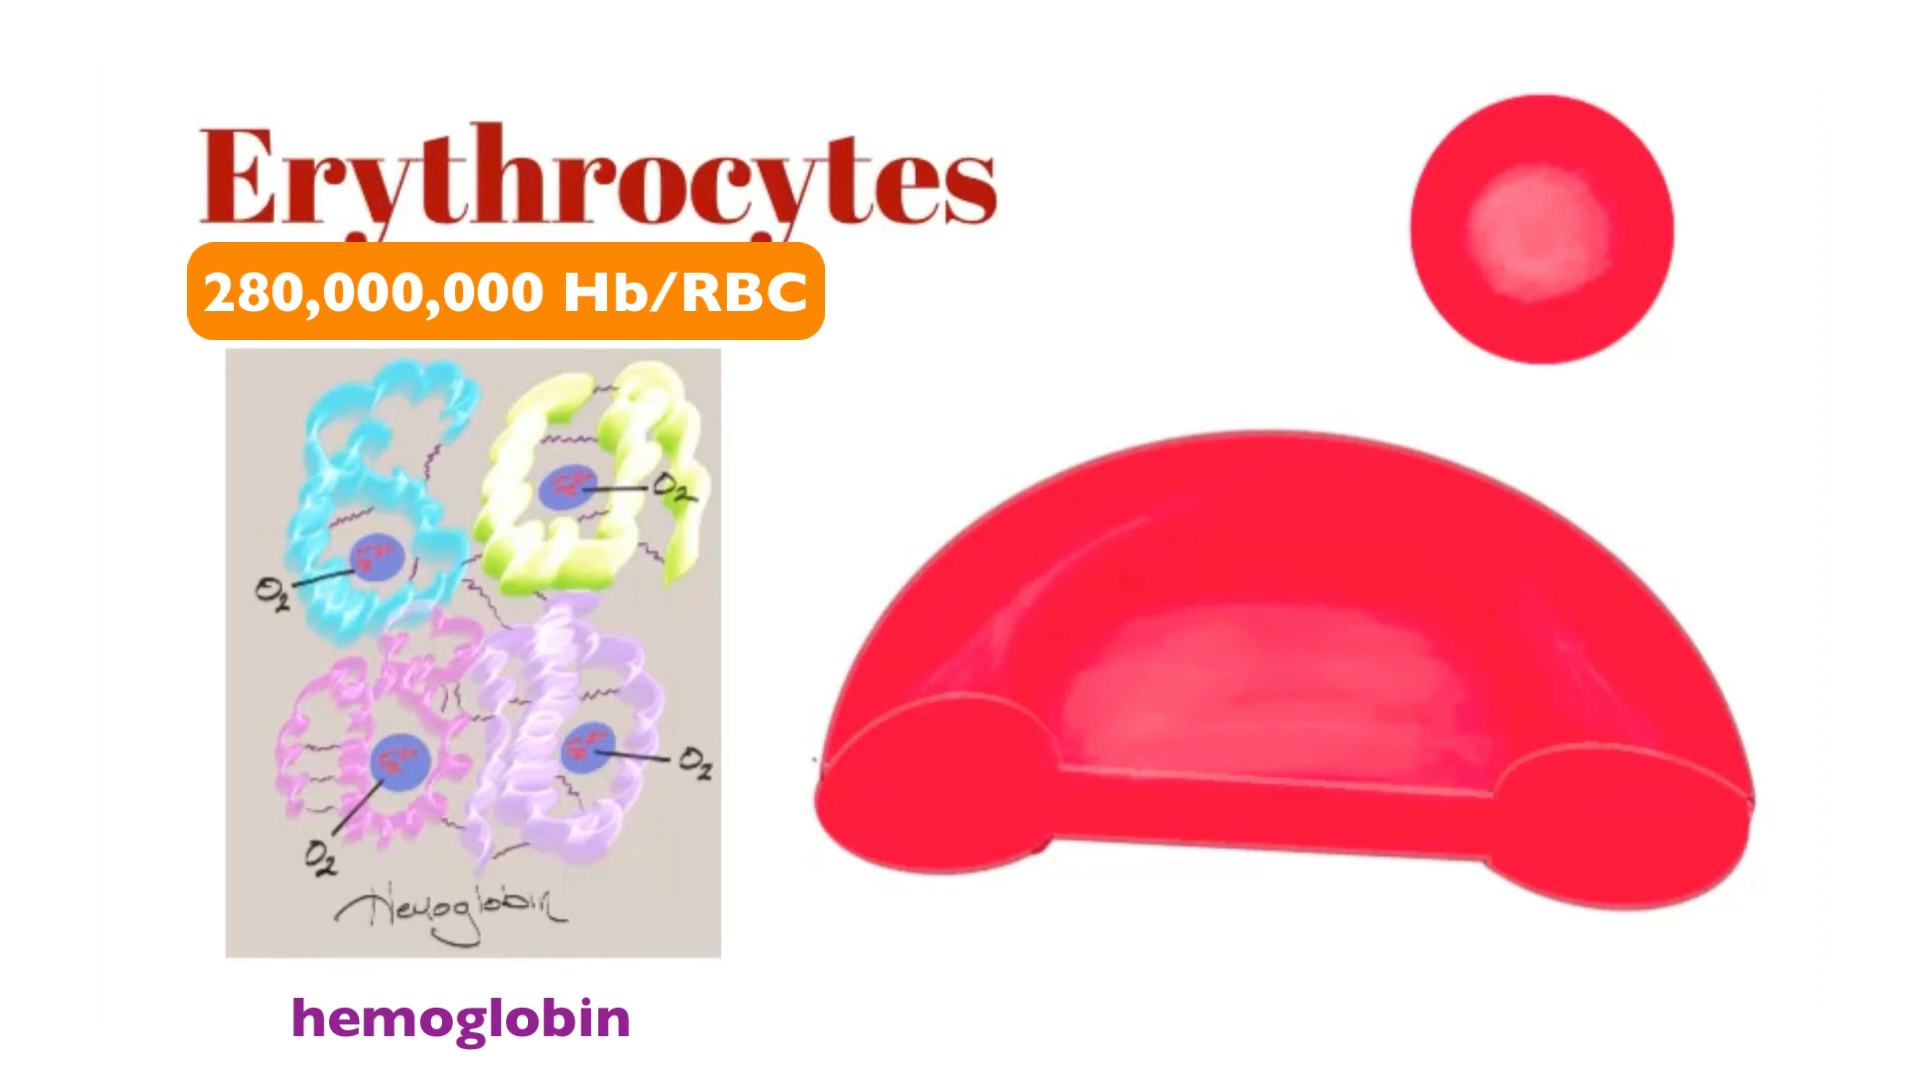 Erythrocytes
280,000,000 Hb/RBC
O2
O2
O2
O2
Hemoglobin
hemoglobin